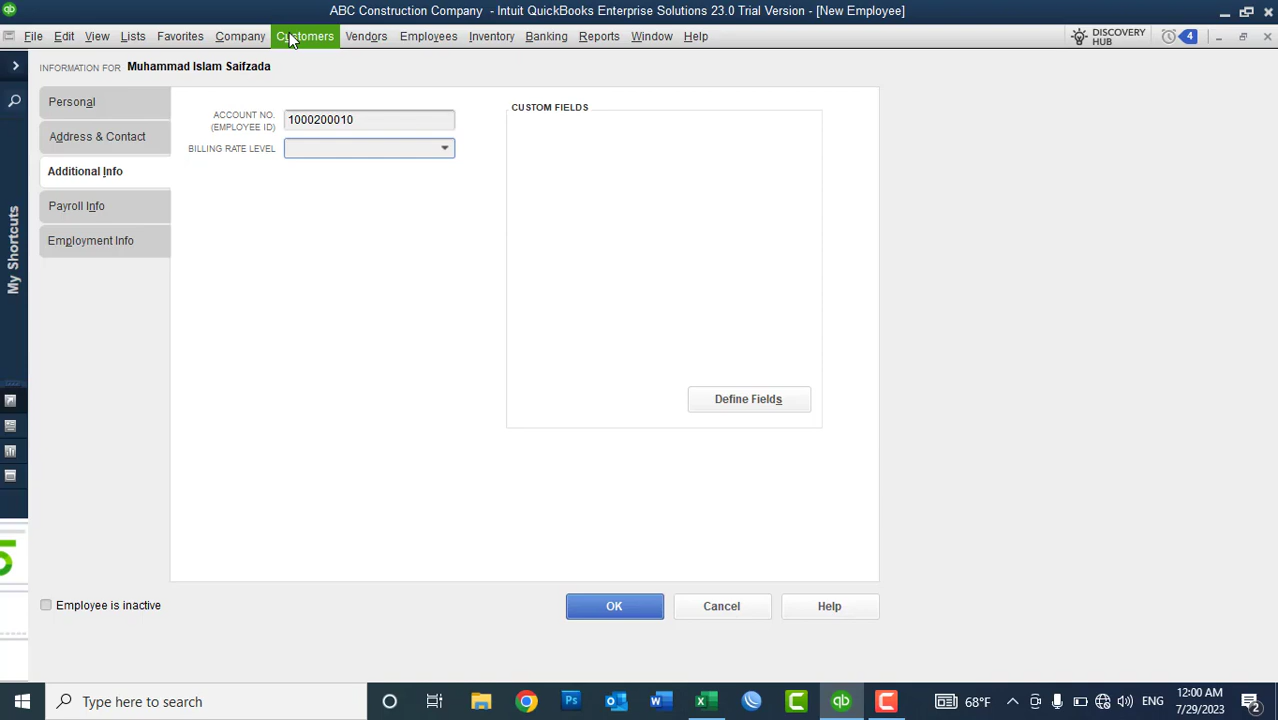 ABC Construction Company - Intuit QuickBooks Enterprise Solutions 23.0 Trial Version - [New Employee]
File Edit View Lists Favorites Company Customers Vendors Employees Inventory Banking Reports Window Help DISCOVERY HUB 4
INFORMATION FOR Muhammad Islam Saifzada
Personal
Address & Contact
Additional Info
Payroll Info
Employment Info
My Shortcuts
ACCOUNT NO. (EMPLOYEE ID) 1000200010
BILLING RATE LEVEL
CUSTOM FIELDS
Define Fields
Employee is inactive
OK Cancel Help
Type here to search
68°F ENG
12:00 AM
7/29/2023
2